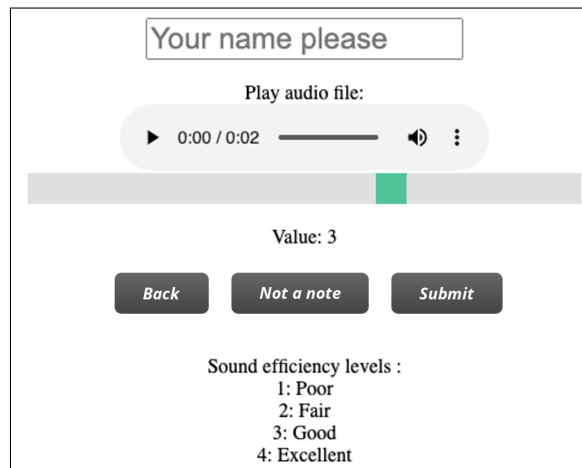 Your name please
Play audio file:
0:00 / 0:02
Value: 3
Back Not a note Submit
Sound efficiency levels :
1: Poor
2: Fair
3: Good
4: Excellent